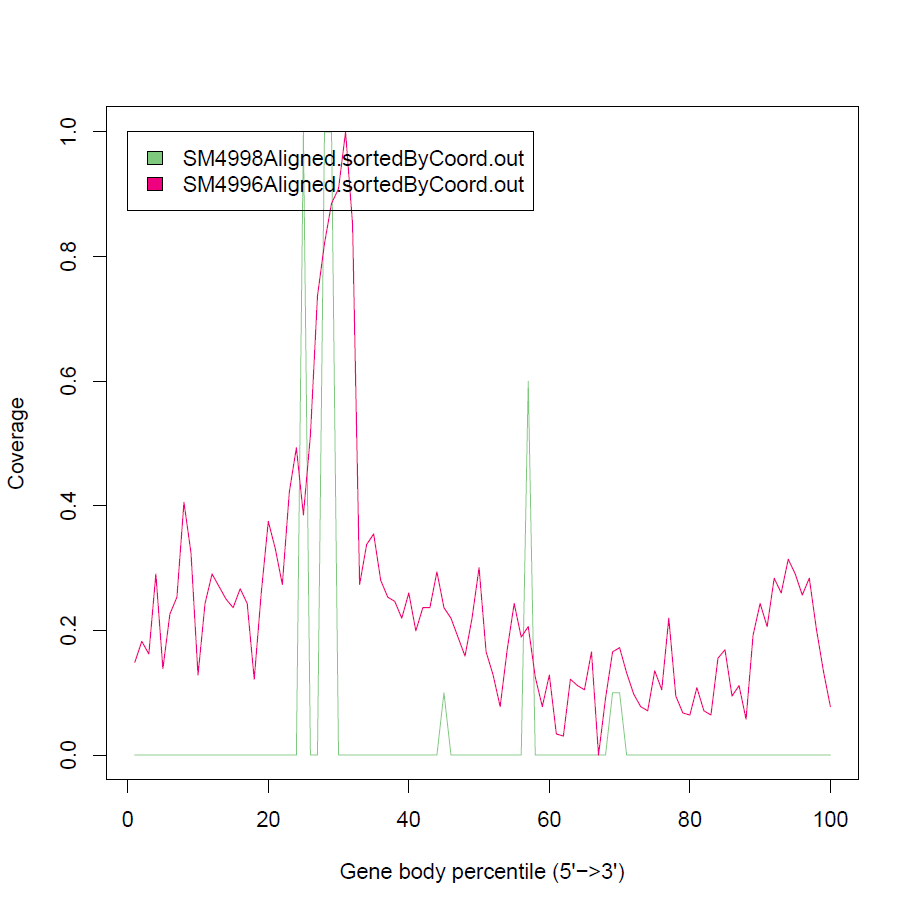 SM4998Aligned.sortedByCoord.out
SM4996Aligned.sortedByCoord.out
1.0
0.8
0.6
0.4
0.2
0.0
Coverage
0 20 40 60 80 100
Gene body percentile (5'−>3')